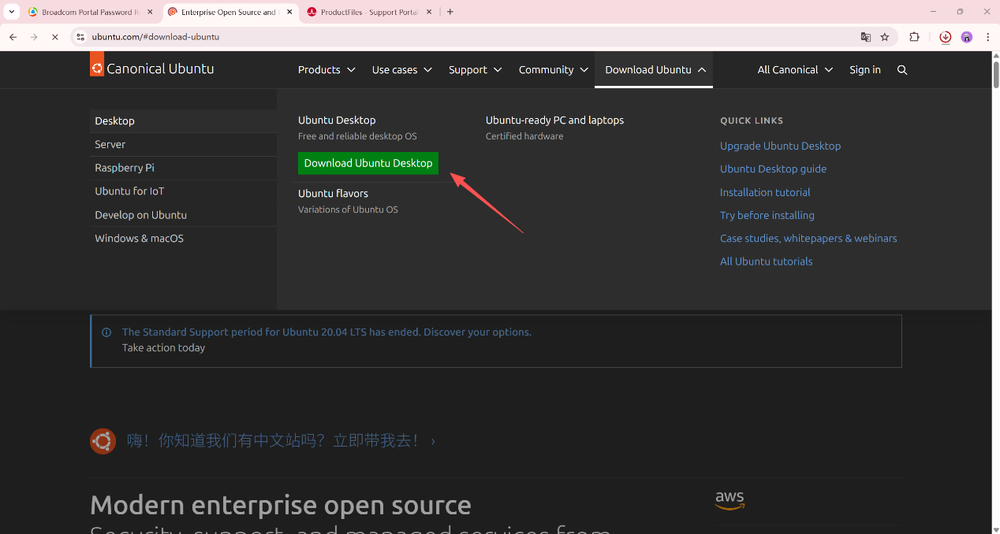 Broadcom Portal Password R
Enterprise Open Source and
ProductFiles - Support Portal
ubuntu.com/#download-ubuntu
Canonical Ubuntu
Products
Use cases
Support
Community
Download Ubuntu
All Canonical
Sign in
Desktop
Server
Raspberry Pi
Ubuntu for IoT
Develop on Ubuntu
Windows & macOS
Ubuntu Desktop
Free and reliable desktop OS
Download Ubuntu Desktop
Ubuntu flavors
Variations of Ubuntu OS
Ubuntu-ready PC and laptops
Certified hardware
QUICK LINKS
Upgrade Ubuntu Desktop
Ubuntu Desktop guide
Installation tutorial
Try before installing
Case studies, whitepapers & webinars
All Ubuntu tutorials
The Standard Support period for Ubuntu 20.04 LTS has ended. Discover your options.
Take action today
嗨！你知道我们有中文站吗？立即带我去！ ›
Modern enterprise open source
aws
Security, support, and managed services from